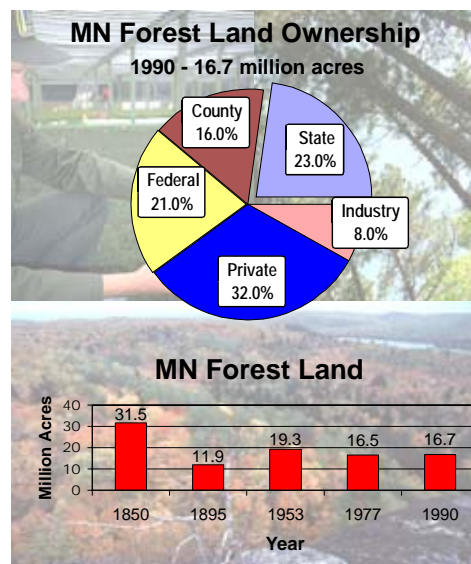 MN Forest Land Ownership
1990 - 16.7 million acres
County
16.0%
State
23.0%
Federal
21.0%
Industry
8.0%
Private
32.0%
MN Forest Land
Million Acres
40
30
20
10
0
31.5
11.9
19.3
16.5
16.7
1850
1895
1953
1977
1990
Year